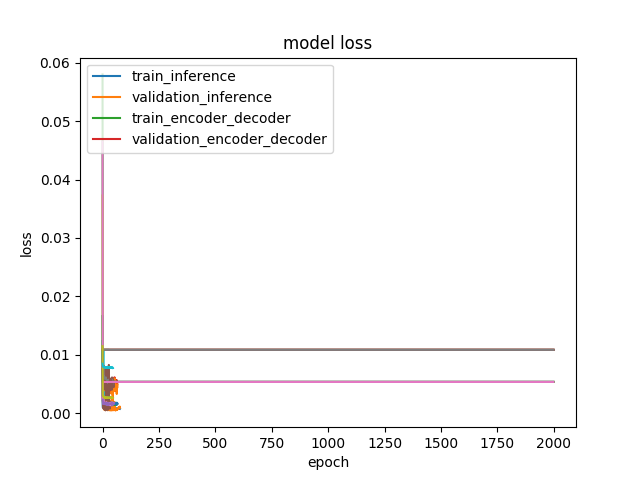 model loss
train_inference
validation_inference
train_encoder_decoder
validation_encoder_decoder
loss
0.06
0.05
0.04
0.03
0.02
0.01
0.00
0 250 500 750 1000 1250 1500 1750 2000
epoch